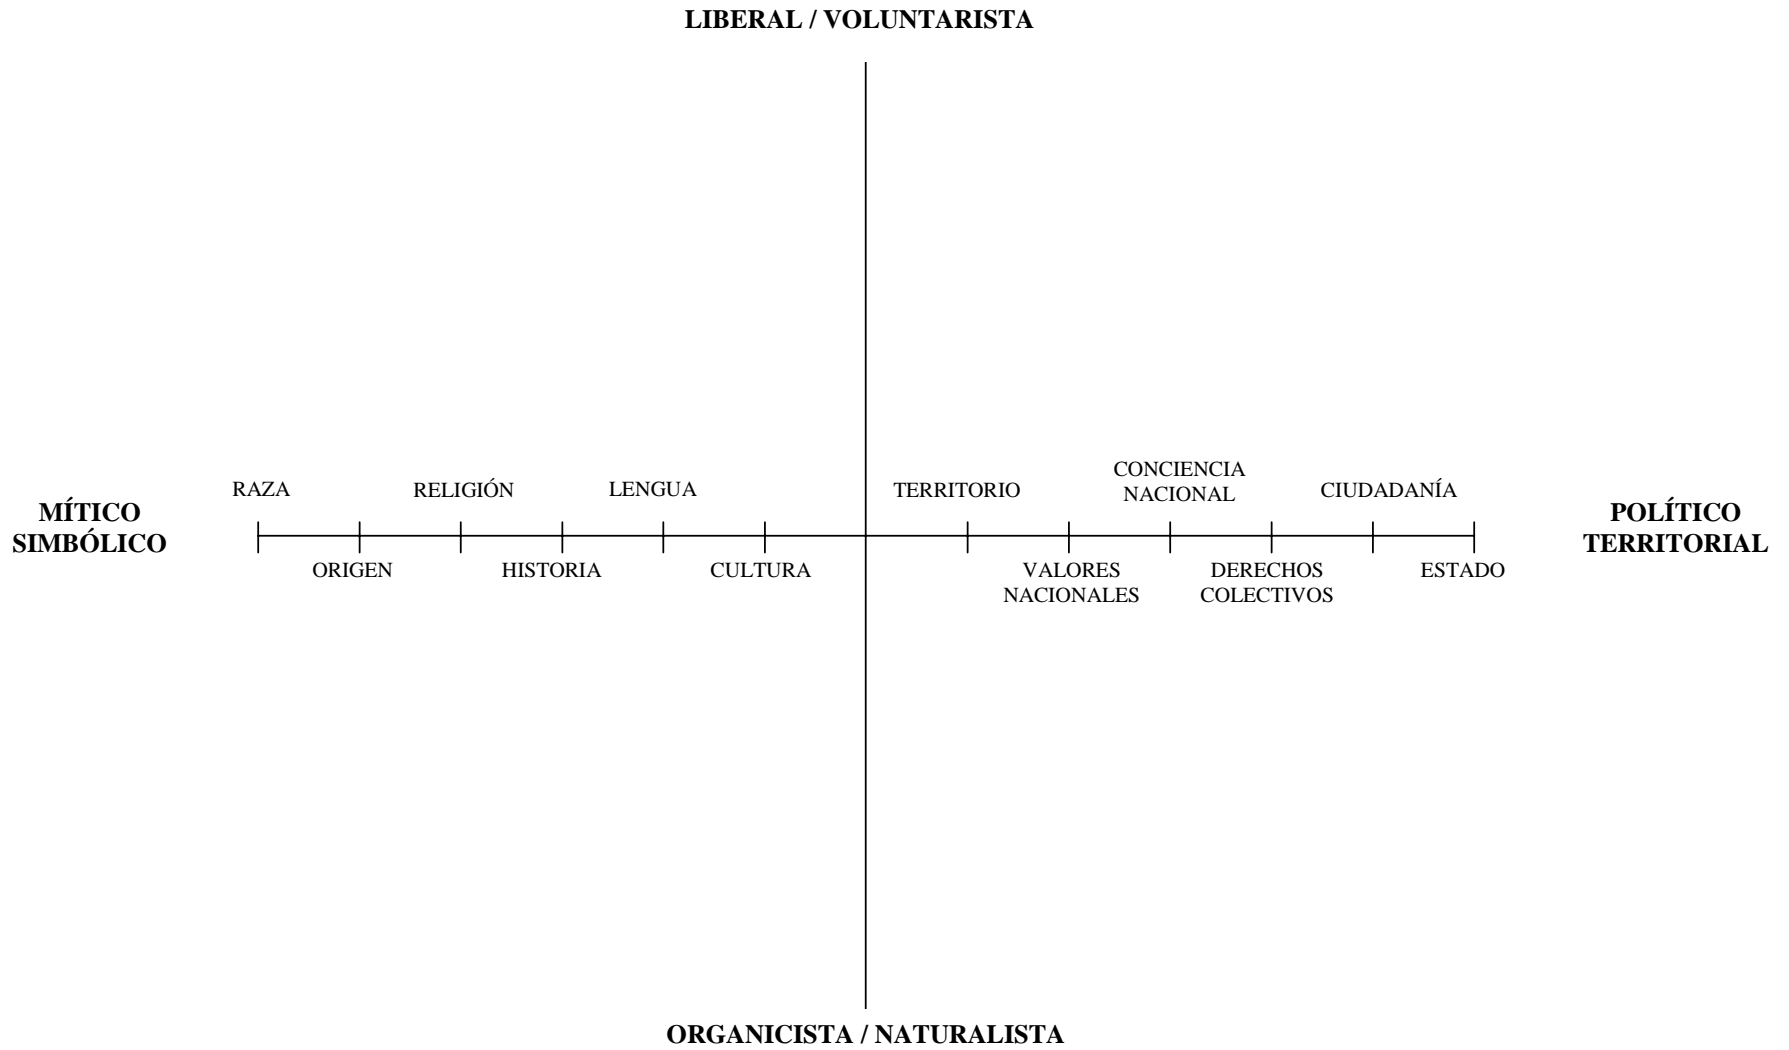 LIBERAL / VOLUNTARISTA
CONCIENCIA
NACIONAL
RAZA
RELIGIÓN
LENGUA
TERRITORIO
CIUDADANÍA
MÍTICO
SIMBÓLICO
POLÍTICO
TERRITORIAL
ORIGEN
HISTORIA
CULTURA
VALORES
NACIONALES
DERECHOS
COLECTIVOS
ESTADO
ORGANICISTA / NATURALISTA